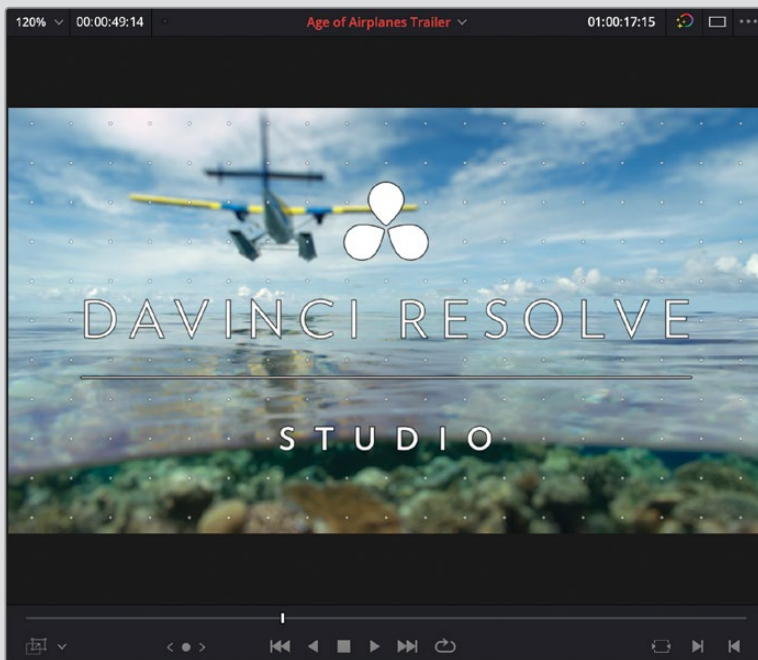 120% 00:00:49:14 Age of Airplanes Trailer 01:00:17:15
DAVINCI RESOLVE
STUDIO